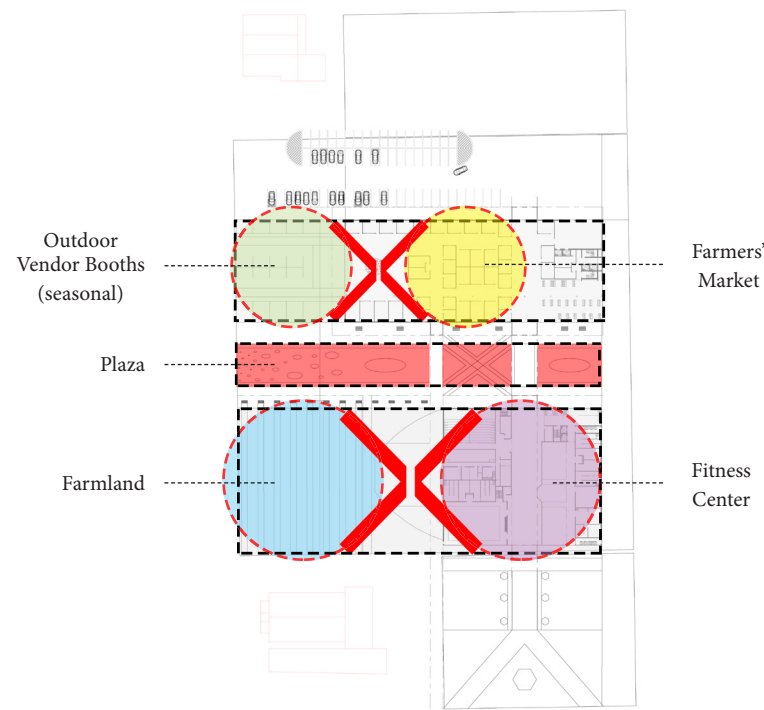 Outdoor
Vendor Booths
(seasonal)
Farmers’
Market
Plaza
Farmland
Fitness
Center